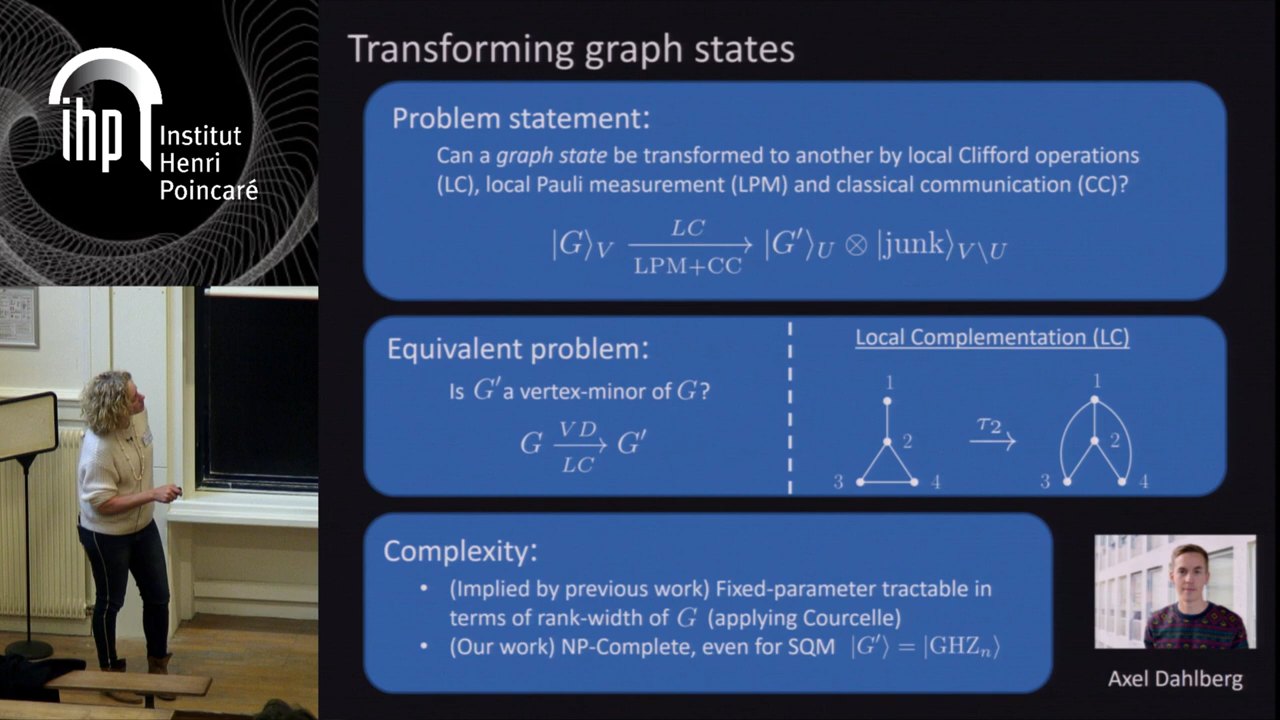 ihp
Institut
Henri
Poincaré
Transforming graph states
Problem statement:
Can a graph state be transformed to another by local Clifford operations
(LC), local Pauli measurement (LPM) and classical communication (CC)?
|G⟩_V —LC / LPM+CC→ |G′⟩_U ⊗ |junk⟩_{V\U}
Equivalent problem:
Is G′ a vertex-minor of G?
G —VD / LC→ G′
Local Complementation (LC)
1
2
3 4
τ₂
1
2
3 4
Complexity:
• (Implied by previous work) Fixed-parameter tractable in
terms of rank-width of G (applying Courcelle)
• (Our work) NP-Complete, even for SQM |G′⟩ = |GHZₙ⟩
Axel Dahlberg